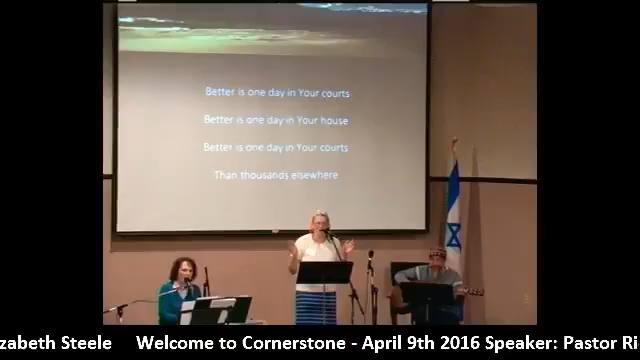 Better is one day in Your courts
Better is one day in Your house
Better is one day in Your courts
Than thousands elsewhere
zabeth Steele Welcome to Cornerstone - April 9th 2016 Speaker: Pastor Ri